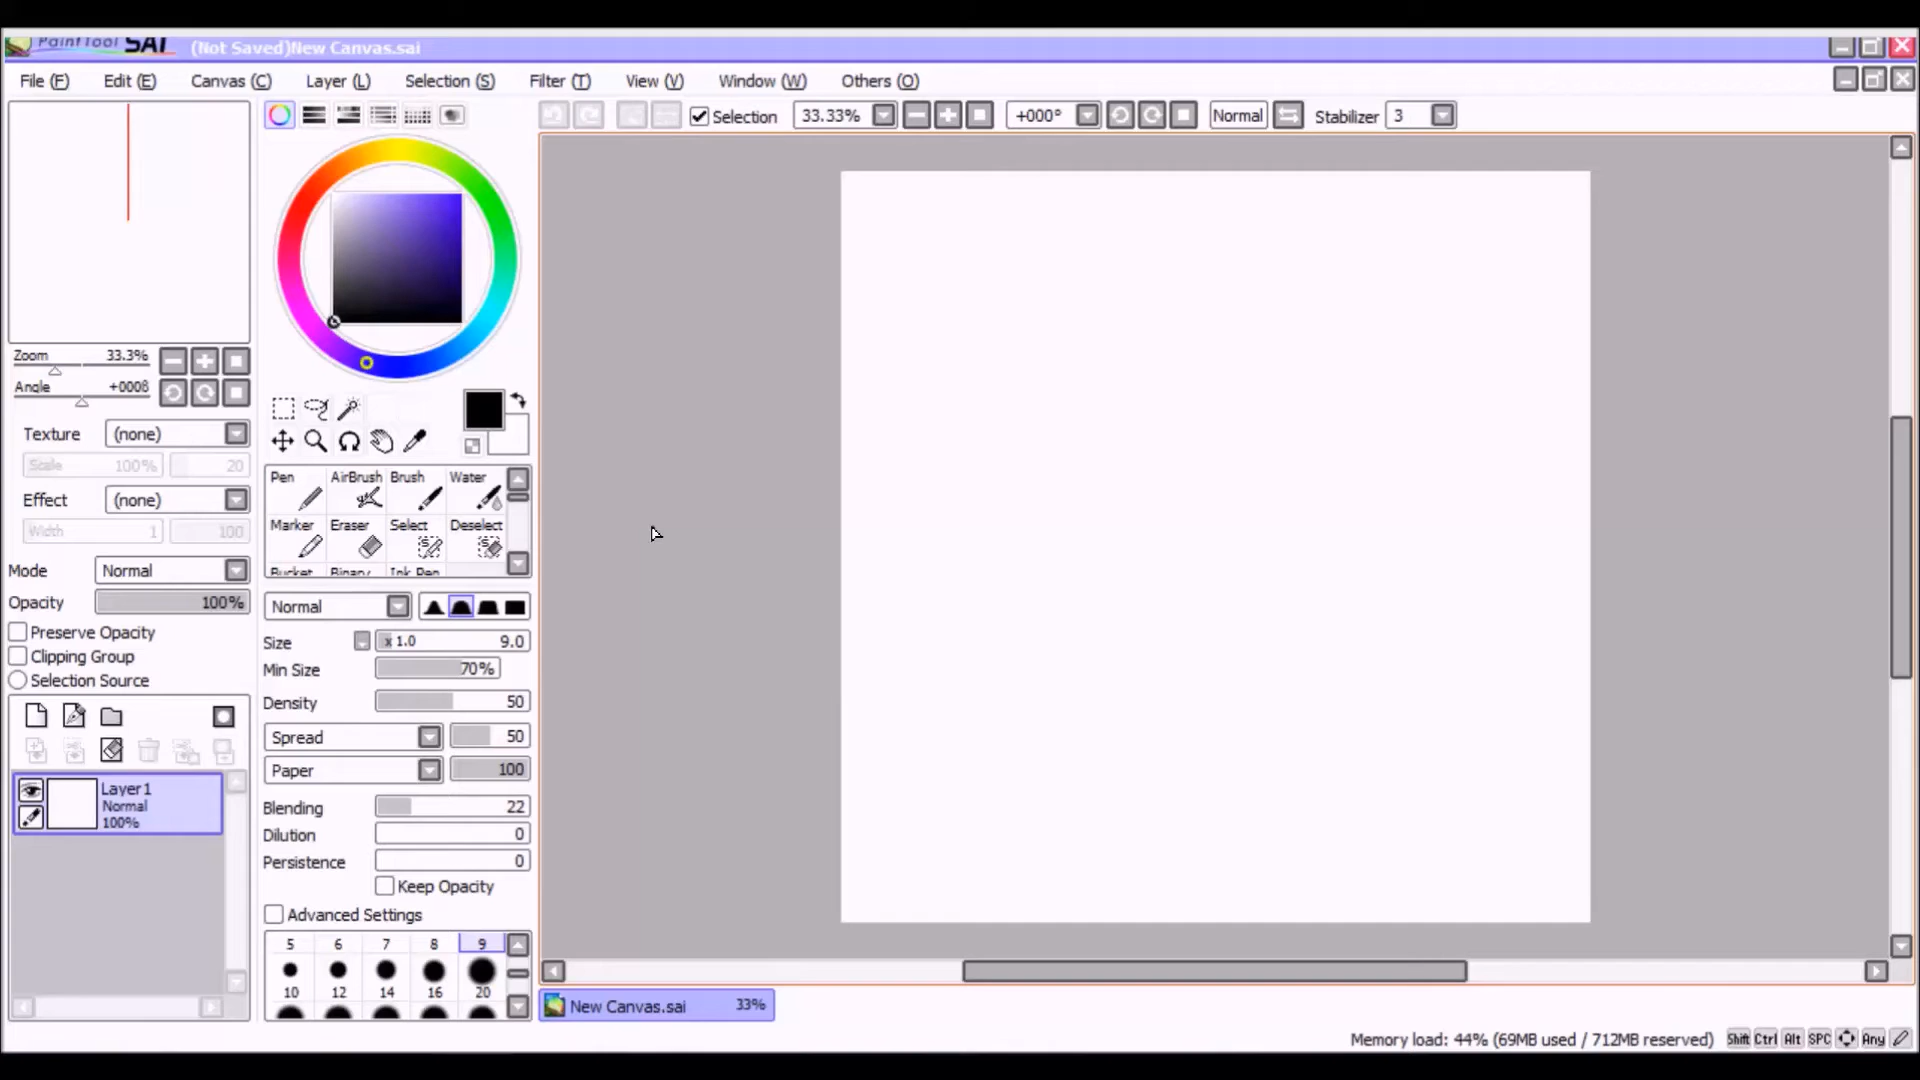 PaintTool SAI (Not Saved)New Canvas.sai
File (F) Edit (E) Canvas (C) Layer (L) Selection (S) Filter (T) View (V) Window (W) Others (O)
Selection 33.33% +000° Normal Stabilizer 3
Zoom 33.3%
Angle +000°
Texture (none)
Scale 100% 20
Effect (none)
Width 1 100
Mode Normal
Opacity 100%
Preserve Opacity
Clipping Group
Selection Source
Layer1
Normal
100%
Pen AirBrush Brush Water
Marker Eraser Select Deselect
Bucket Binary Ink Pen
Normal
Size x 1.0 9.0
Min Size 70%
Density 50
Spread 50
Paper 100
Blending 22
Dilution 0
Persistence 0
Keep Opacity
Advanced Settings
5 6 7 8 9
10 12 14 16 20
New Canvas.sai 33%
Memory load: 44% (69MB used / 712MB reserved) Shift Ctrl Alt SPC Any